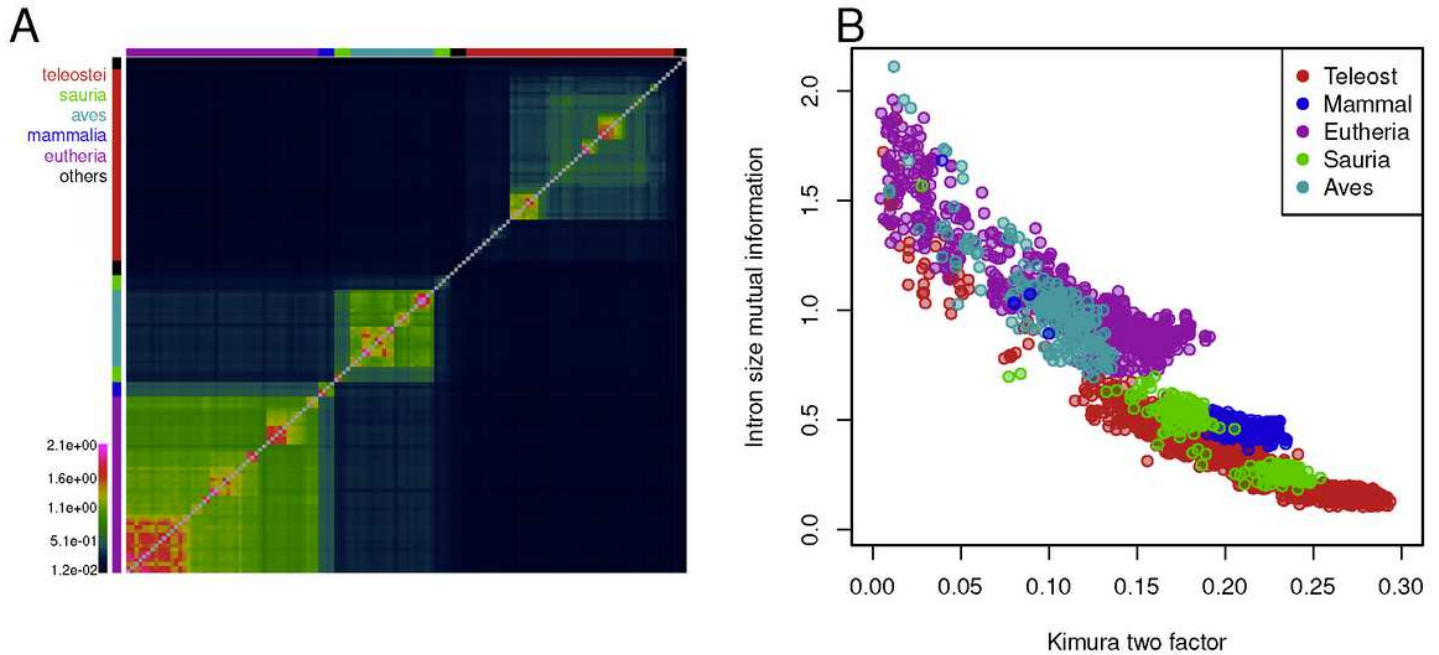 A
teleostei
sauria
aves
mammalia
eutheria
others
2.1e+00
1.6e+00
1.1e+00
5.1e-01
1.2e-02
B
Teleost
Mammal
Eutheria
Sauria
Aves
Intron size mutual information
2.0
1.5
1.0
0.5
0.0
0.00 0.05 0.10 0.15 0.20 0.25 0.30
Kimura two factor